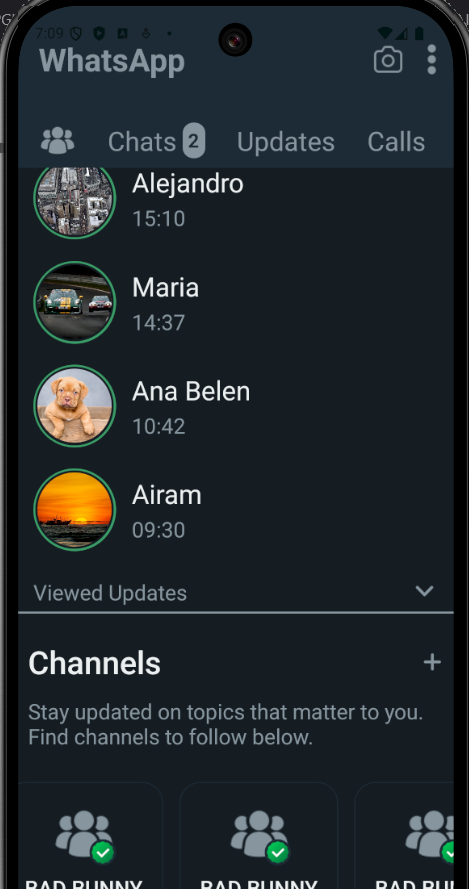 7:09
WhatsApp
Chats 2 Updates Calls
Alejandro
15:10
Maria
14:37
Ana Belen
10:42
Airam
09:30
Viewed Updates
Channels
Stay updated on topics that matter to you.
Find channels to follow below.
BAD BUNNY BAD BUNNY BAD BU